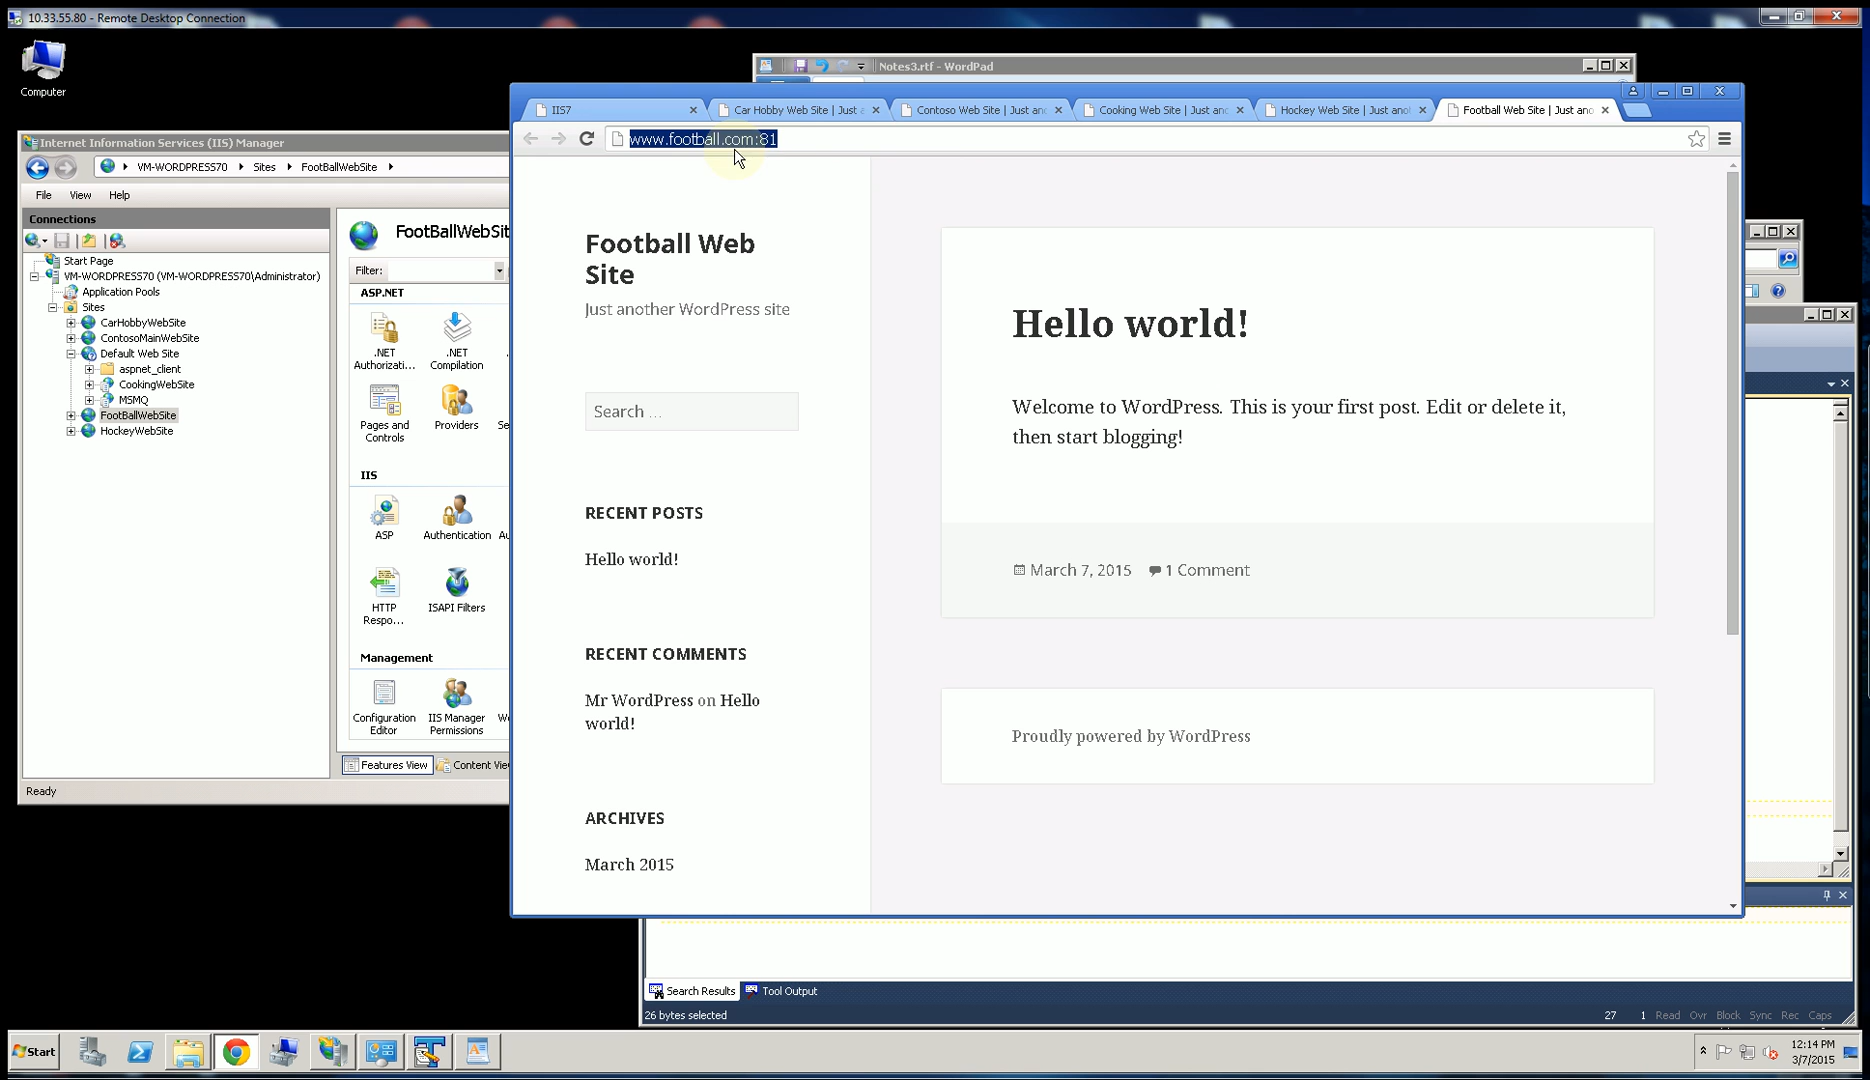 10.33.55.80 - Remote Desktop Connection
Computer
Notes3.rtf - WordPad
IIS7
Car Hobby Web Site | Just a
Contoso Web Site | Just an
Cooking Web Site | Just an
Hockey Web Site | Just anot
Football Web Site | Just ano
www.football.com:81
Internet Information Services (IIS) Manager
VM-WORDPRESS70
Sites
FootBallWebSite
File
View
Help
Connections
Start Page
VM-WORDPRESS70 (VM-WORDPRESS70\Administrator)
Application Pools
Sites
CarHobbyWebSite
ContosoMainWebSite
Default Web Site
aspnet_client
CookingWebSite
MSMQ
FootBallWebSite
HockeyWebSite
Ready
FootBallWebSit
Filter:
ASP.NET
.NET
Authorizati...
.NET
Compilation
Pages and
Controls
Providers
Se
IIS
ASP
Authentication
Au
HTTP
Respo...
ISAPI Filters
Management
Configuration
Editor
IIS Manager
Permissions
We
Features View
Content Vie
Football Web
Site
Just another WordPress site
Search ...
RECENT POSTS
Hello world!
RECENT COMMENTS
Mr WordPress on Hello
world!
ARCHIVES
March 2015
Hello world!
Welcome to WordPress. This is your first post. Edit or delete it,
then start blogging!
March 7, 2015
1 Comment
Proudly powered by WordPress
Search Results
Tool Output
26 bytes selected
27
1
Read
Ovr
Block
Sync
Rec
Caps
Start
12:14 PM
3/7/2015